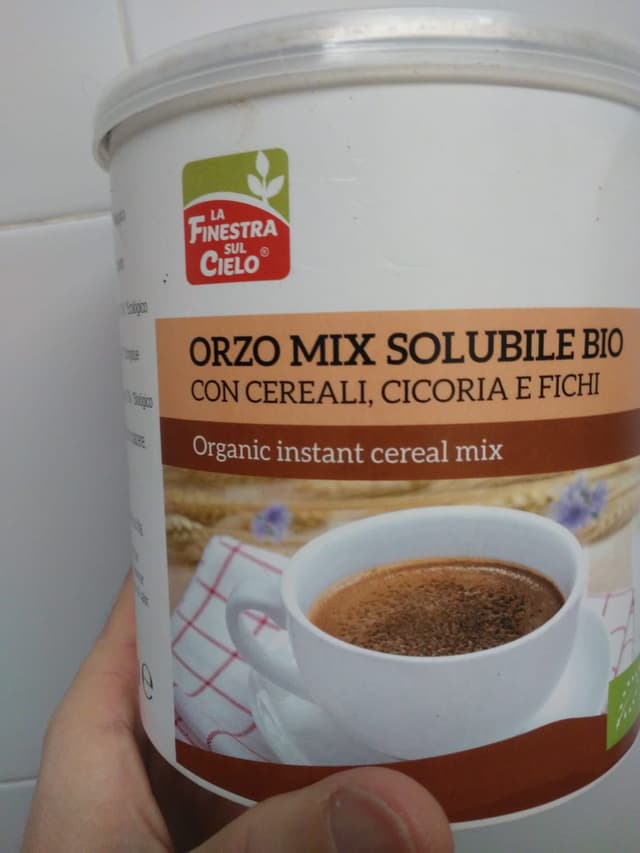 LA
FINESTRA
SUL
CIELO®
ORZO MIX SOLUBILE BIO
CON CEREALI, CICORIA E FICHI
Organic instant cereal mix
e